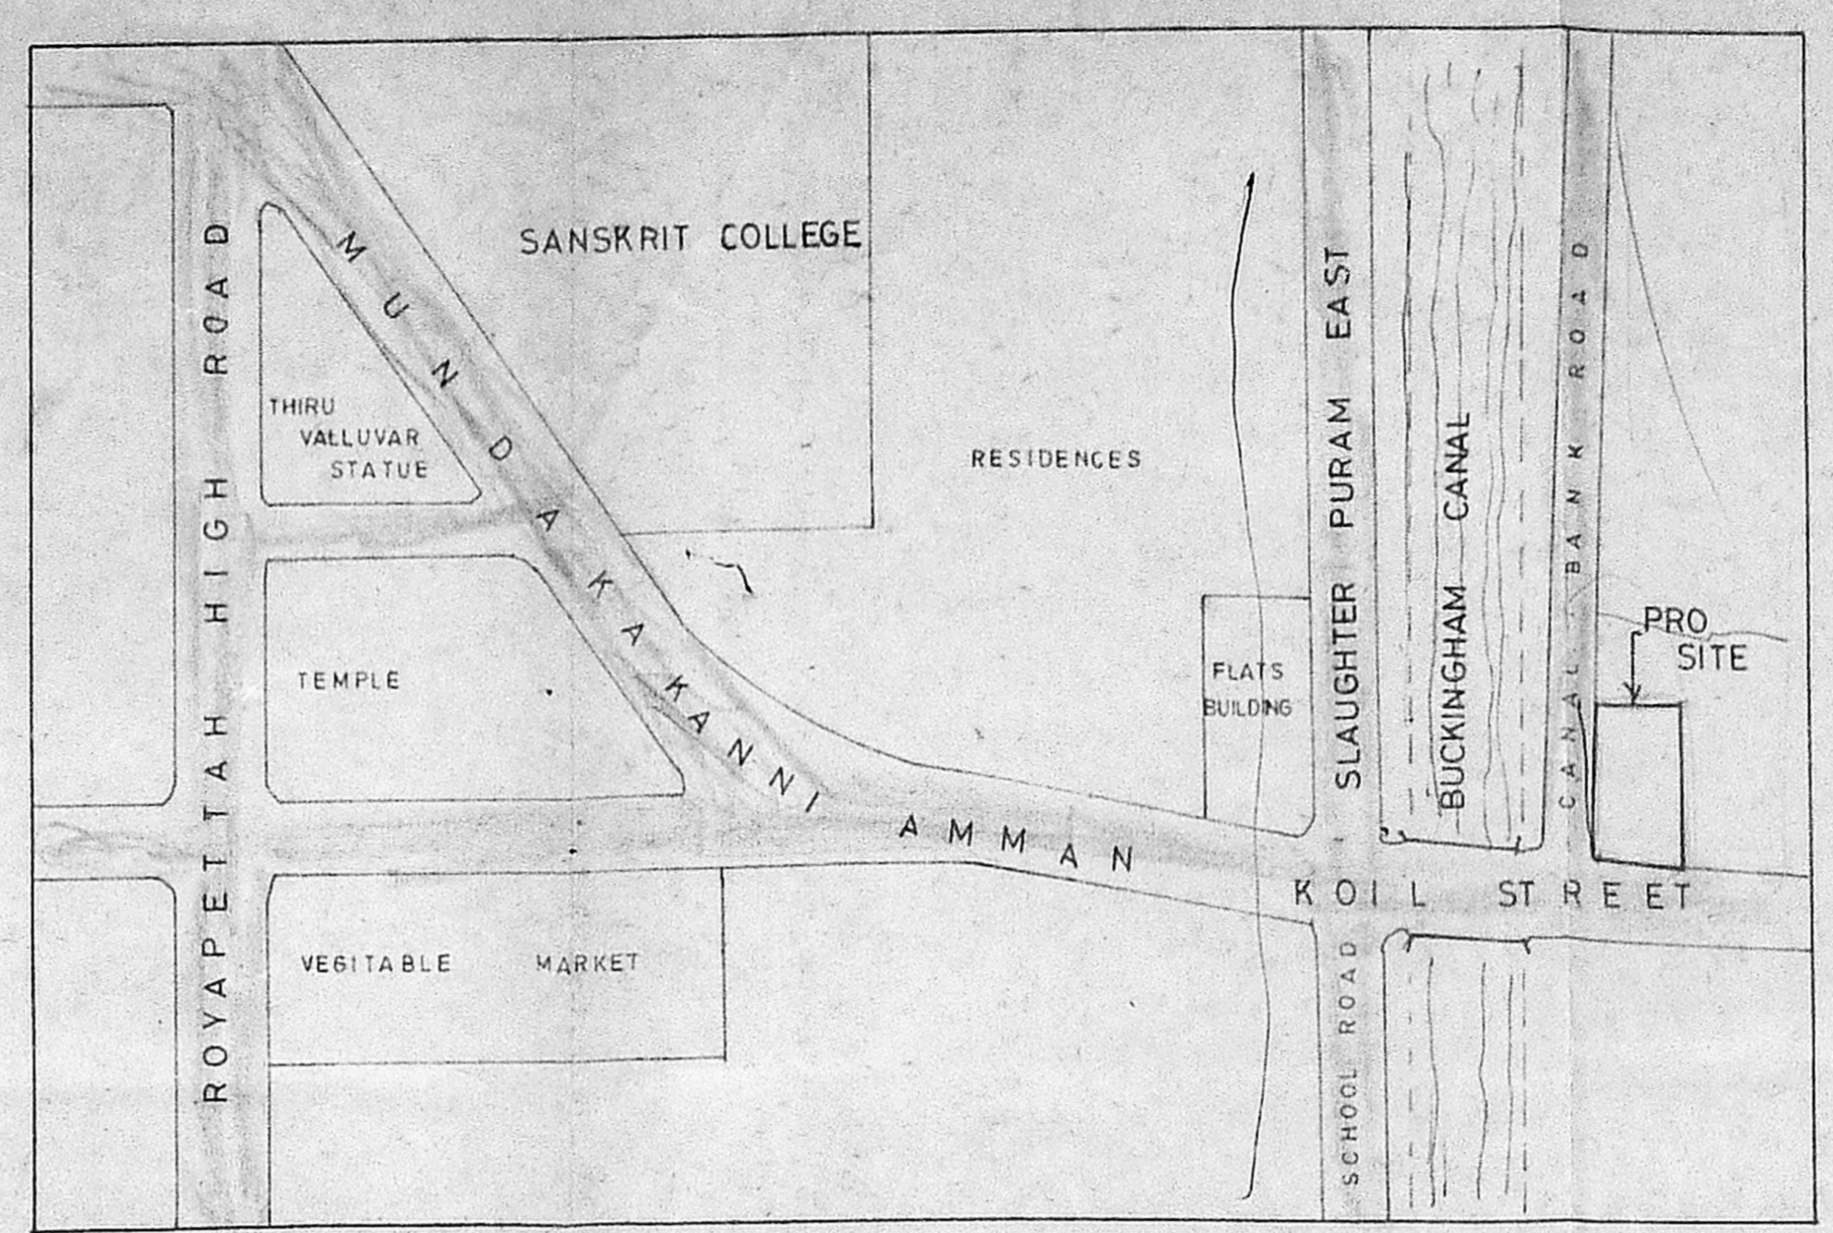 SANSKRIT COLLEGE
THIRU
VALLUVAR
STATUE
RESIDENCES
TEMPLE
VEGITABLE MARKET
FLATS
BUILDING
PRO
SITE
ROYAPETTAH HIGH ROAD
MUNDAKAKANNI AMMAN
KOIL STREET
SLAUGHTER PURAM EAST
BUCKINGHAM CANAL
CANAL BANK ROAD
SCHOOL ROAD